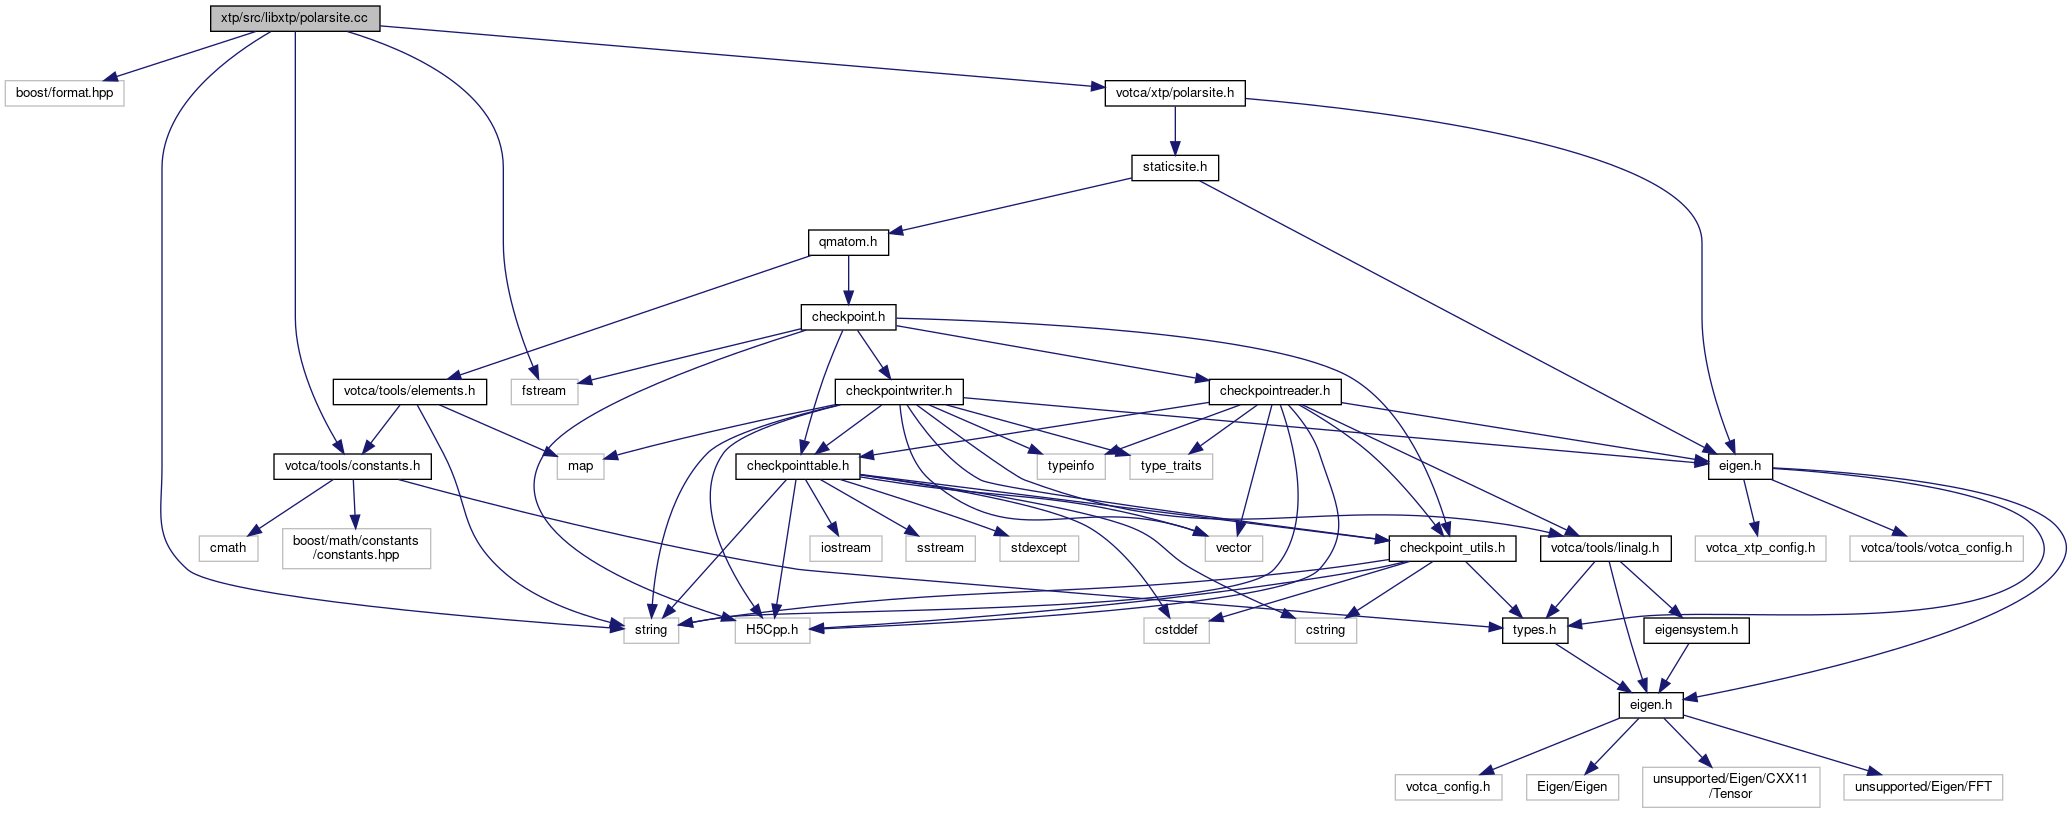 xtp/src/libxtp/polarsite.cc
boost/format.hpp
votca/xtp/polarsite.h
staticsite.h
qmatom.h
checkpoint.h
votca/tools/elements.h
fstream
checkpointwriter.h
checkpointreader.h
votca/tools/constants.h
map
checkpointtable.h
typeinfo
type_traits
eigen.h
cmath
boost/math/constants
/constants.hpp
iostream
sstream
stdexcept
vector
checkpoint_utils.h
votca/tools/linalg.h
votca_xtp_config.h
votca/tools/votca_config.h
string
H5Cpp.h
cstddef
cstring
types.h
eigensystem.h
eigen.h
votca_config.h
Eigen/Eigen
unsupported/Eigen/CXX11
/Tensor
unsupported/Eigen/FFT